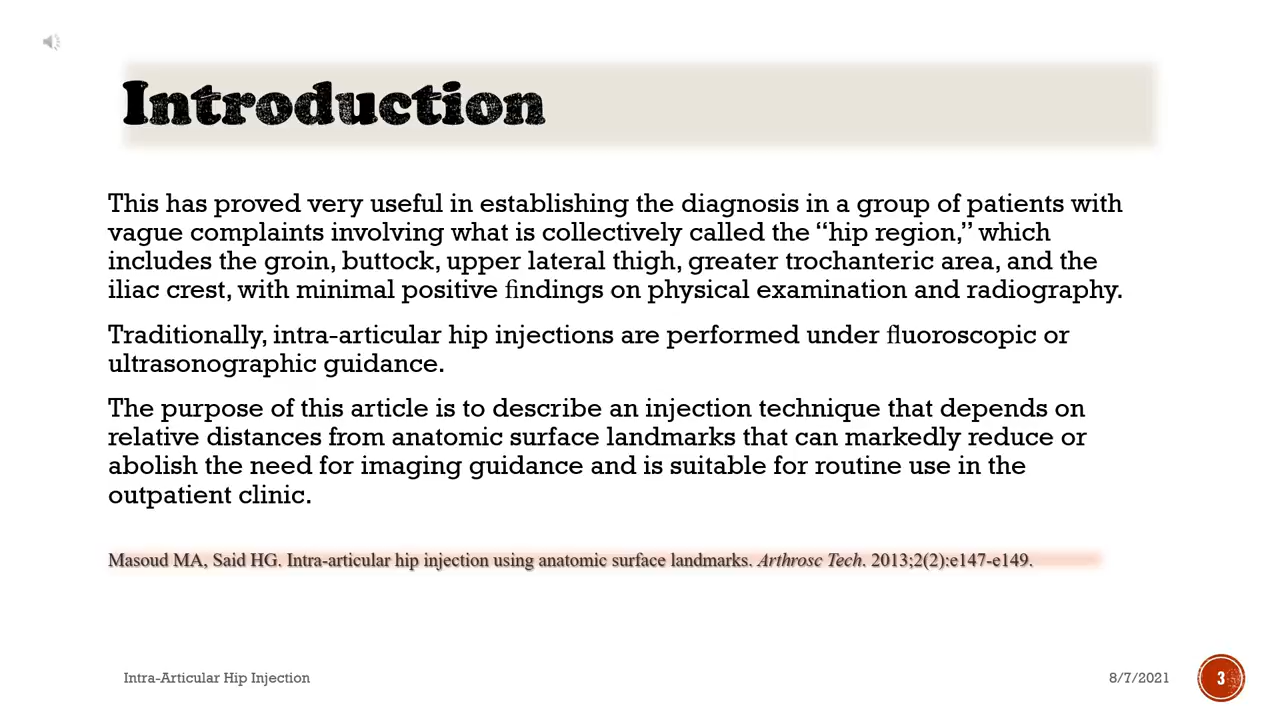 Introduction
This has proved very useful in establishing the diagnosis in a group of patients with
vague complaints involving what is collectively called the “hip region,” which
includes the groin, buttock, upper lateral thigh, greater trochanteric area, and the
iliac crest, with minimal positive findings on physical examination and radiography.
Traditionally, intra-articular hip injections are performed under fluoroscopic or
ultrasonographic guidance.
The purpose of this article is to describe an injection technique that depends on
relative distances from anatomic surface landmarks that can markedly reduce or
abolish the need for imaging guidance and is suitable for routine use in the
outpatient clinic.
Masoud MA, Said HG. Intra-articular hip injection using anatomic surface landmarks. Arthrosc Tech. 2013;2(2):e147-e149.
Intra-Articular Hip Injection
8/7/2021
3